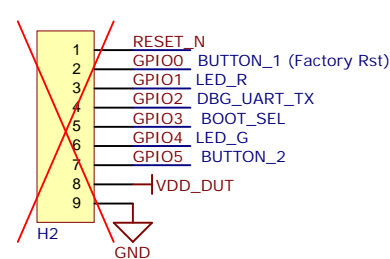 1 RESET_N
2 GPIO0 BUTTON_1 (Factory Rst)
3 GPIO1 LED_R
4 GPIO2 DBG_UART_TX
5 GPIO3 BOOT_SEL
6 GPIO4 LED_G
7 GPIO5 BUTTON_2
8 VDD_DUT
9
H2
GND